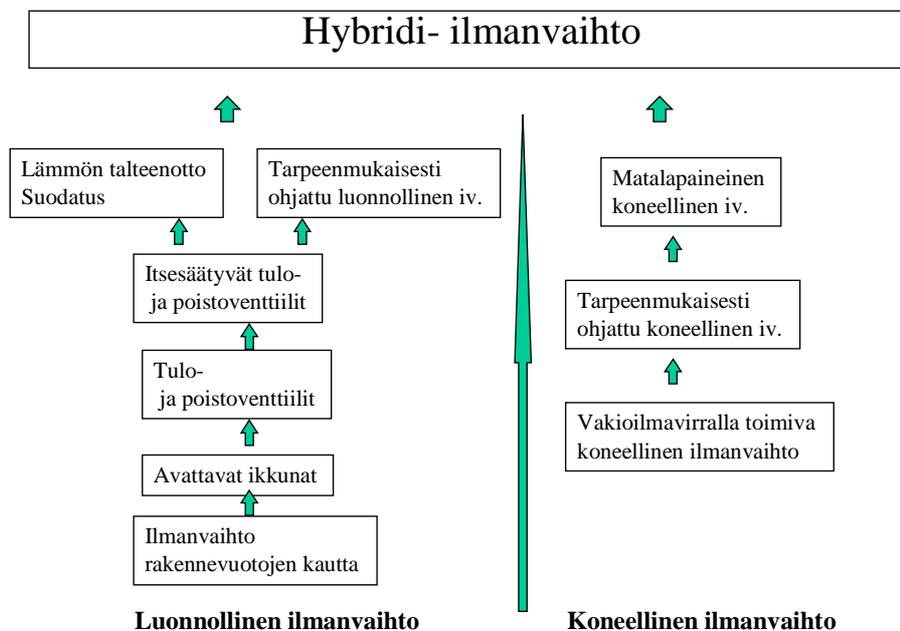 Hybridi- ilmanvaihto
Lämmön talteenotto
Suodatus
Tarpeenmukaisesti
ohjattu luonnollinen iv.
Itsesäätyvät tulo-
ja poistoventtiilit
Tulo-
ja poistoventtiilit
Avattavat ikkunat
Ilmanvaihto
rakennevuotojen kautta
Luonnollinen ilmanvaihto
Matalapaineinen
koneellinen iv.
Tarpeenmukaisesti
ohjattu koneellinen iv.
Vakioilmavirralla toimiva
koneellinen ilmanvaihto
Koneellinen ilmanvaihto